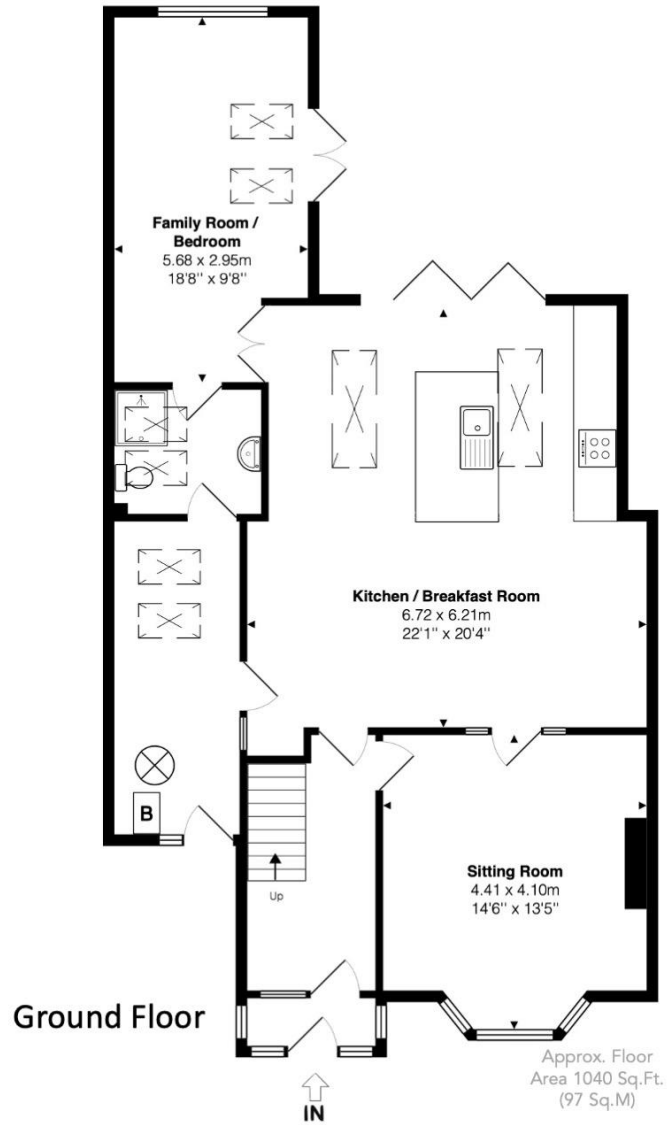 Family Room /
Bedroom
5.68 x 2.95m
18'8'' x 9'8''
Kitchen / Breakfast Room
6.72 x 6.21m
22'1'' x 20'4''
B
Up
Sitting Room
4.41 x 4.10m
14'6'' x 13'5''
Ground Floor
IN
Approx. Floor
Area 1040 Sq.Ft.
(97 Sq.M)